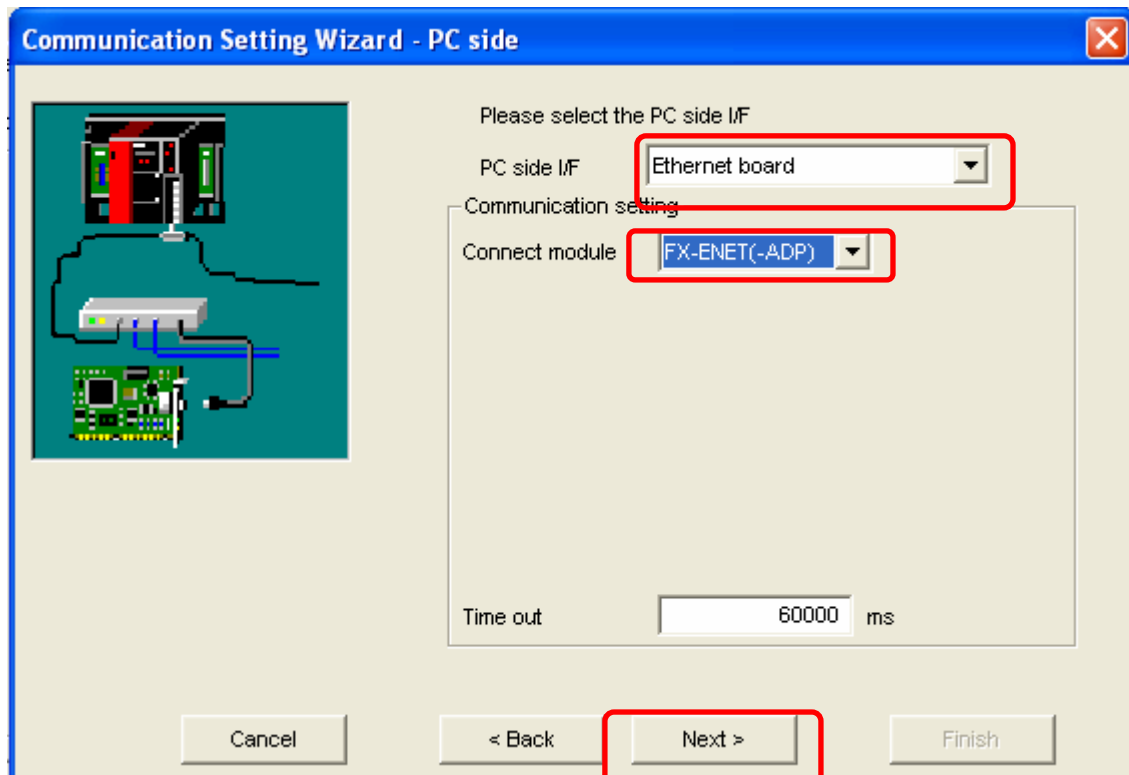 Communication Setting Wizard - PC side
Please select the PC side I/F
PC side I/F Ethernet board
Communication setting
Connect module FX-ENET(-ADP)
Time out 60000 ms
Cancel < Back Next > Finish